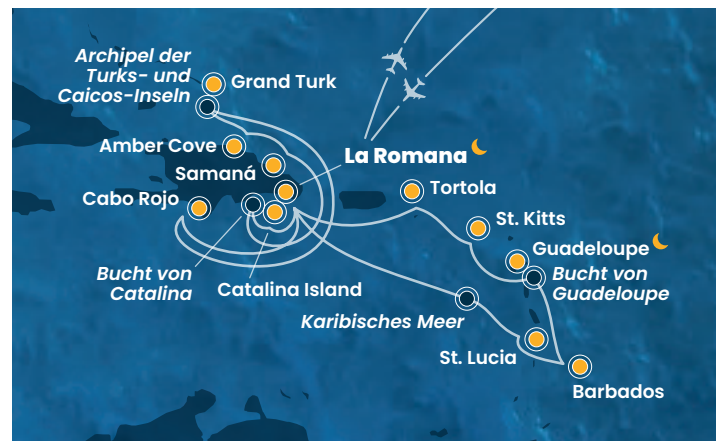 Archipel der
Turks- und
Caicos-Inseln
Grand Turk
Amber Cove
Samaná
La Romana
Cabo Rojo
Tortola
St. Kitts
Guadeloupe
Bucht von
Guadeloupe
Bucht von
Catalina
Catalina Island
Karibisches Meer
St. Lucia
Barbados